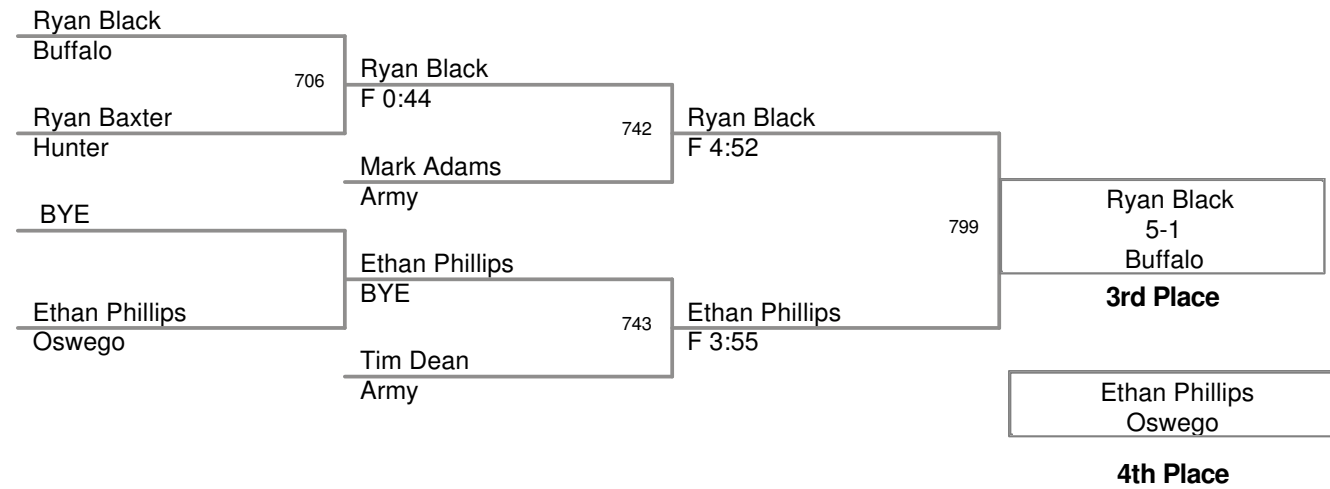 Ryan Black
Buffalo
706
Ryan Baxter
Hunter
BYE
Ethan Phillips
Oswego
Ryan Black
F 0:44
742
Mark Adams
Army
Ethan Phillips
BYE
743
Tim Dean
Army
Ryan Black
F 4:52
799
Ethan Phillips
F 3:55
Ryan Black
5-1
Buffalo
3rd Place
Ethan Phillips
Oswego
4th Place